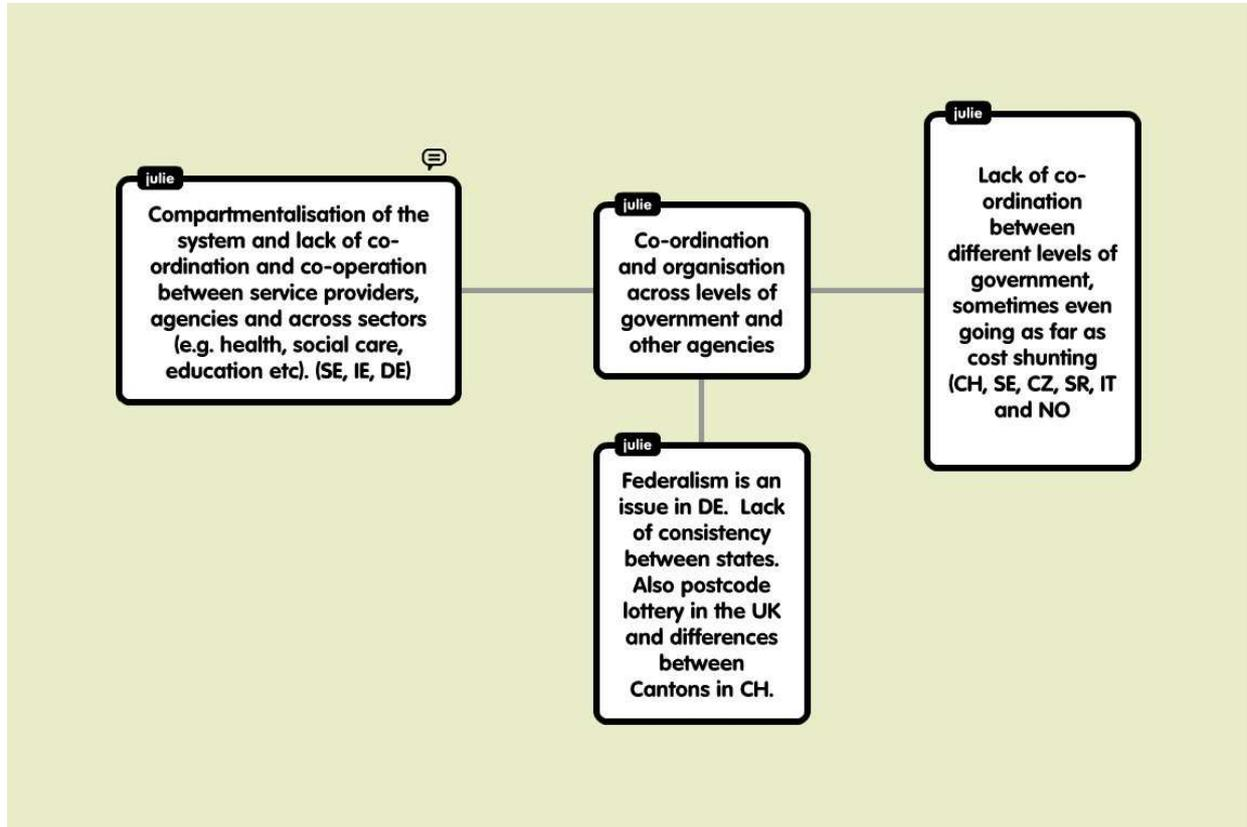 julie
Compartmentalisation of the
system and lack of co-
ordination and co-operation
between service providers,
agencies and across sectors
(e.g. health, social care,
education etc). (SE, IE, DE)
julie
Co-ordination
and organisation
across levels of
government and
other agencies
julie
Lack of co-
ordination
between
different levels of
government,
sometimes even
going as far as
cost shunting
(CH, SE, CZ, SR, IT
and NO
julie
Federalism is an
issue in DE.  Lack
of consistency
between states.
Also postcode
lottery in the UK
and differences
between
Cantons in CH.